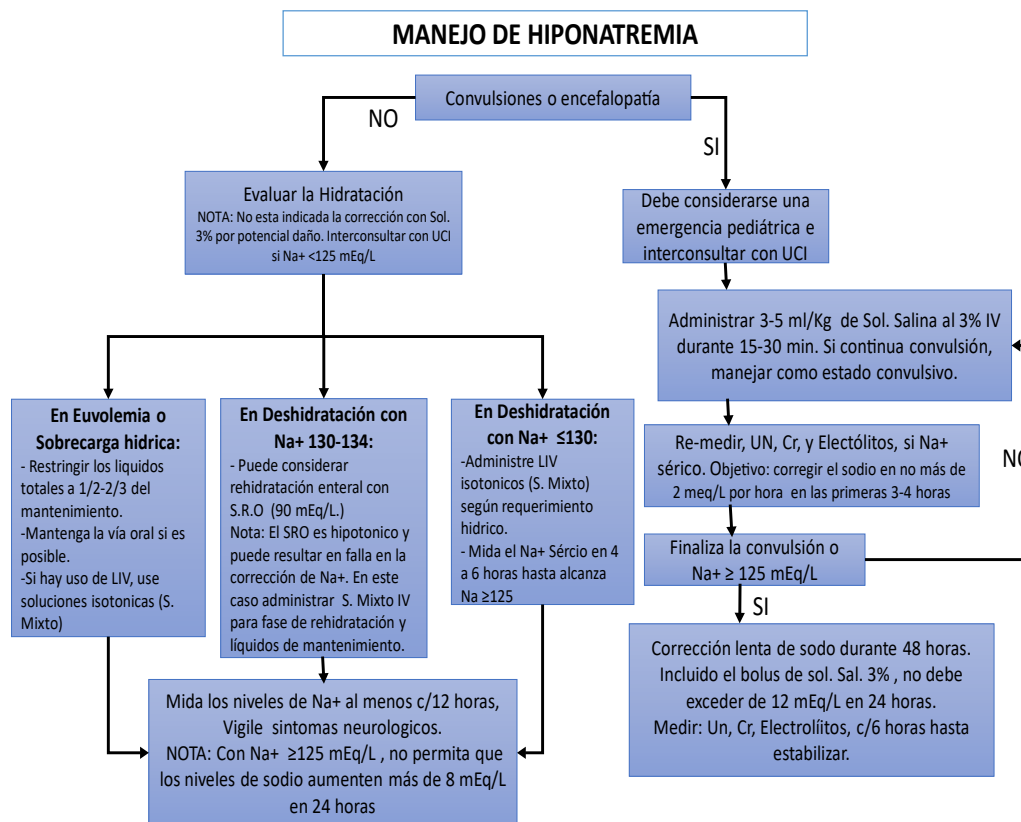 MANEJO DE HIPONATREMIA
Convulsiones o encefalopatía
NO
SI
Evaluar la Hidratación
NOTA: No esta indicada la corrección con Sol.
3% por potencial daño. Interconsultar con UCI
si Na+ <125 mEq/L
Debe considerarse una
emergencia pediátrica e
interconsultar con UCI
Administrar 3-5 ml/Kg de Sol. Salina al 3% IV
durante 15-30 min. Si continua convulsión,
manejar como estado convulsivo.
En Euvolemia o
Sobrecarga hidrica:
- Restringir los liquidos
totales a 1/2-2/3 del
mantenimiento.
-Mantenga la vía oral si es
posible.
-Si hay uso de LIV, use
soluciones isotonicas (S.
Mixto)
En Deshidratación con
Na+ 130-134:
- Puede considerar
rehidratación enteral con
S.R.O (90 mEq/L.)
Nota: El SRO es hipotonico y
puede resultar en falla en la
corrección de Na+. En este
caso administrar S. Mixto IV
para fase de rehidratación y
líquidos de mantenimiento.
En Deshidratación
con Na+ ≤130:
-Administre LIV
isotonicos (S. Mixto)
según requerimiento
hidrico.
- Mida el Na+ Sércio en 4
a 6 horas hasta alcanza
Na ≥125
Re-medir, UN, Cr, y Electólitos, si Na+
sérico. Objetivo: corregir el sodio en no más de
2 meq/L por hora en las primeras 3-4 horas
NO
Finaliza la convulsión o
Na+ ≥ 125 mEq/L
SI
Corrección lenta de sodo durante 48 horas.
Incluido el bolus de sol. Sal. 3% , no debe
exceder de 12 mEq/L en 24 horas.
Medir: Un, Cr, Electrolíitos, c/6 horas hasta
estabilizar.
Mida los niveles de Na+ al menos c/12 horas,
Vigile sintomas neurologicos.
NOTA: Con Na+ ≥125 mEq/L , no permita que
los niveles de sodio aumenten más de 8 mEq/L
en 24 horas